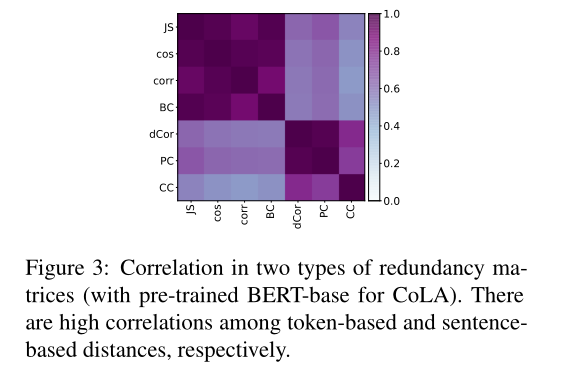 JS
cos
corr
BC
dCor
PC
CC
1.0
0.8
0.6
0.4
0.2
0.0
JS
cos
corr
BC
dCor
PC
CC
Figure 3: Correlation in two types of redundancy ma-
trices (with pre-trained BERT-base for CoLA). There
are high correlations among token-based and sentence-
based distances, respectively.